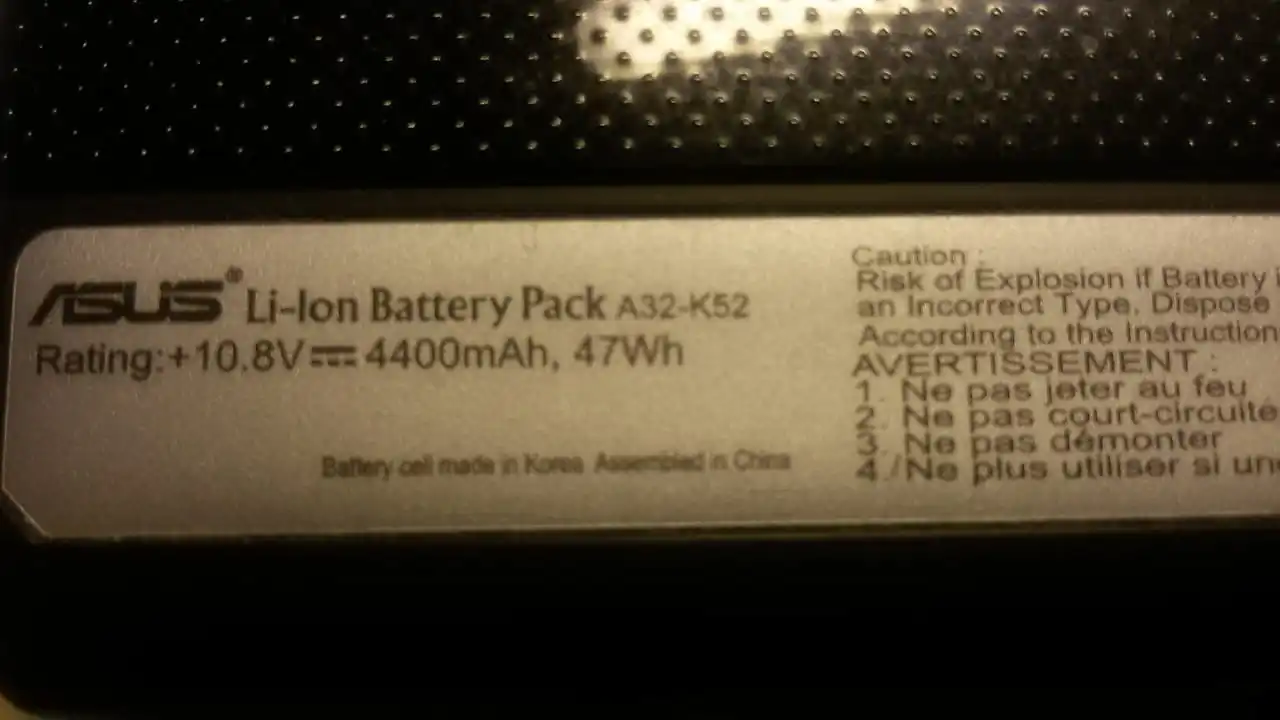 ASUS® Li-Ion Battery Pack A32-K52
Rating:+10.8V⎓4400mAh, 47Wh
Battery cell made in Korea Assembled in China
Caution :
Risk of Explosion if Battery
an Incorrect Type. Dispose
According to the Instruction
AVERTISSEMENT :
1. Ne pas jeter au feu
2. Ne pas court-circuite
3. Ne pas démonter
4. Ne plus utiliser si une